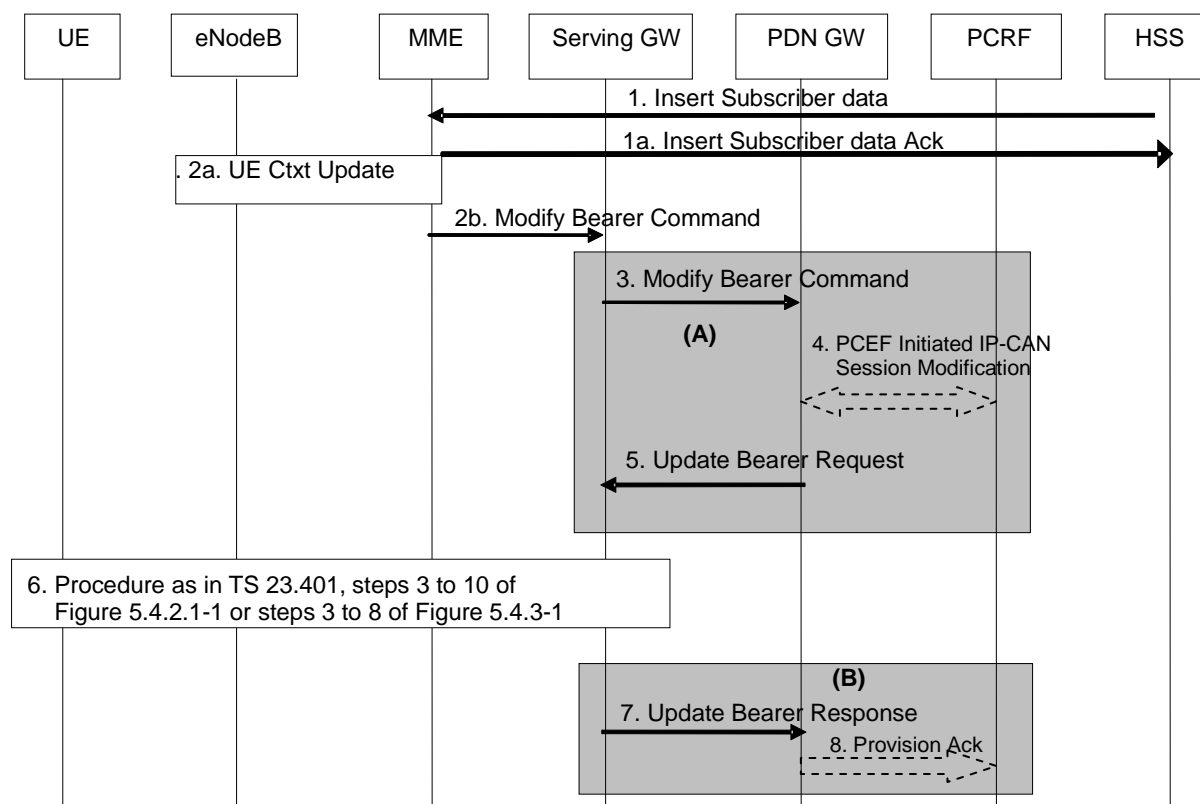 UE
eNodeB
MME
Serving GW
PDN GW
PCRF
HSS
1. Insert Subscriber data
1a. Insert Subscriber data Ack
. 2a. UE Ctxt Update
2b. Modify Bearer Command
3. Modify Bearer Command
(A)
4. PCEF Initiated IP-CAN
Session Modification
5. Update Bearer Request
6. Procedure as in TS 23.401, steps 3 to 10 of
Figure 5.4.2.1-1 or steps 3 to 8 of Figure 5.4.3-1
(B)
7. Update Bearer Response
8. Provision Ack